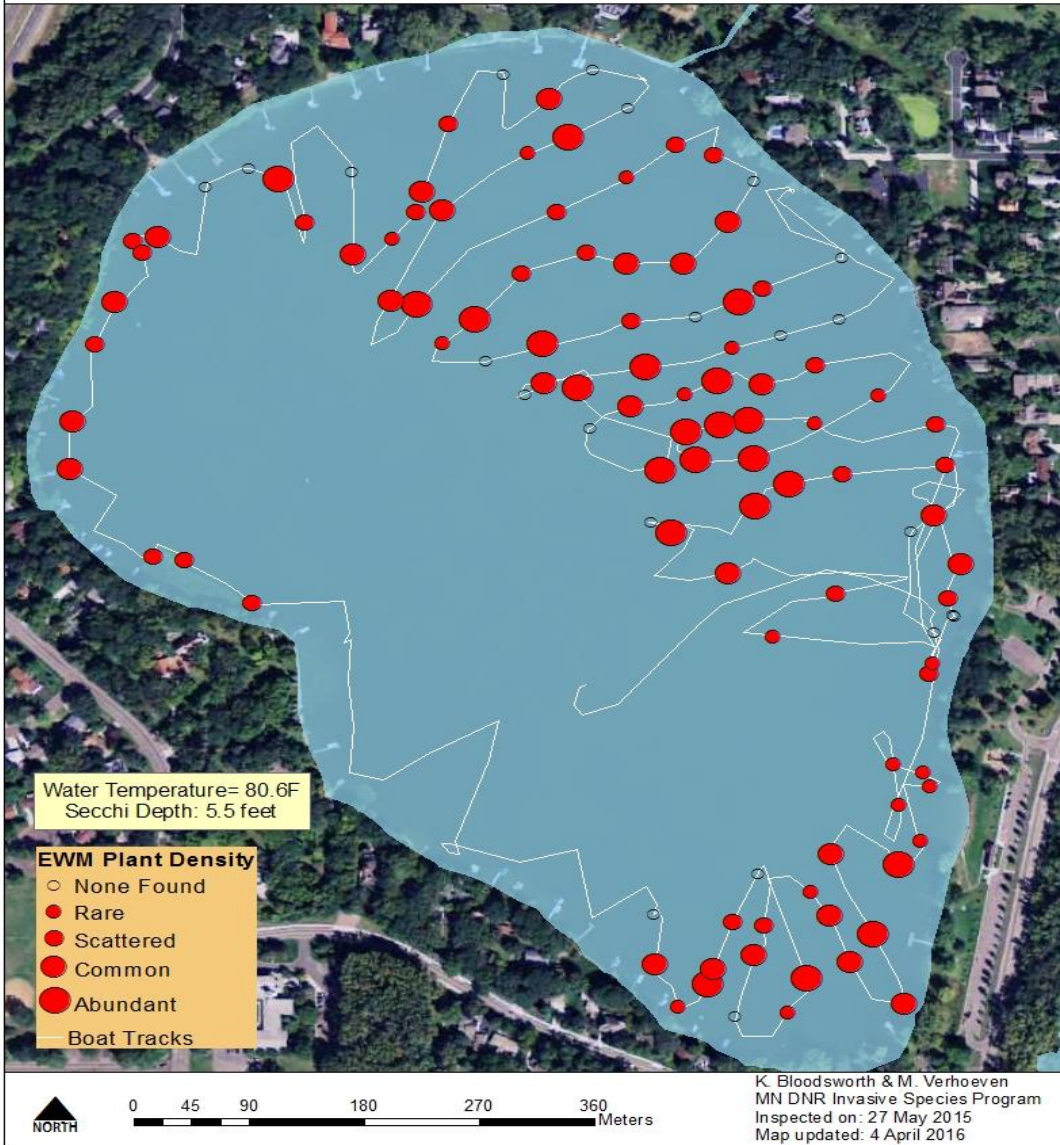 Water Temperature= 80.6F
Secchi Depth: 5.5 feet
EWM Plant Density
None Found
Rare
Scattered
Common
Abundant
Boat Tracks
NORTH
0 45 90 180 270 360
Meters
K. Bloodsworth & M. Verhoeven
MN DNR Invasive Species Program
Inspected on: 27 May 2015
Map updated: 4 April 2016